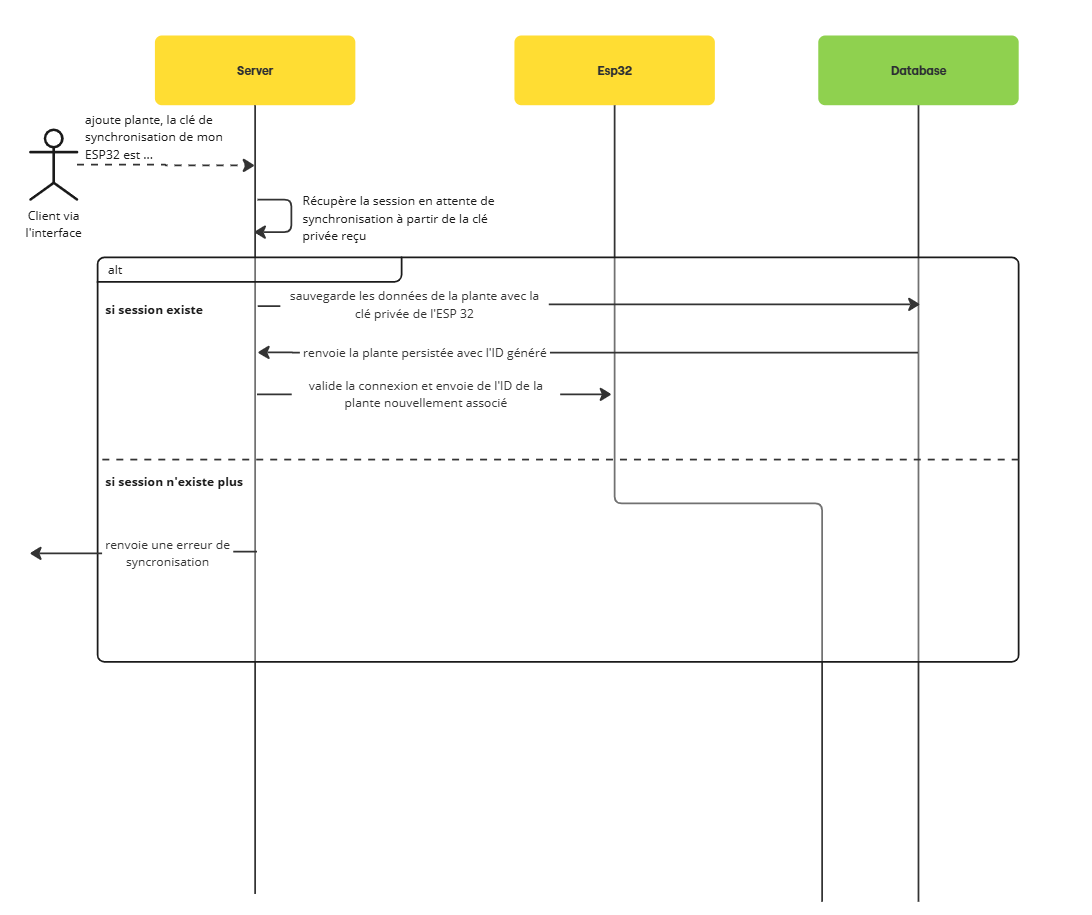 Server
Esp32
Database
ajoute plante, la clé de
synchronisation de mon
ESP32 est ...
Client via
l'interface
Récupère la session en attente de
synchronisation à partir de la clé
privée reçu
alt
si session existe
sauvegarde les données de la plante avec la
clé privée de l'ESP 32
renvoie la plante persistée avec l'ID généré
valide la connexion et envoie de l'ID de la
plante nouvellement associé
si session n'existe plus
renvoie une erreur de
syncronisation